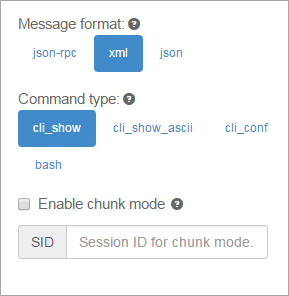 Message format: ?
json-rpc xml json
Command type: ?
cli_show cli_show_ascii cli_conf
bash
Enable chunk mode ?
SID Session ID for chunk mode.